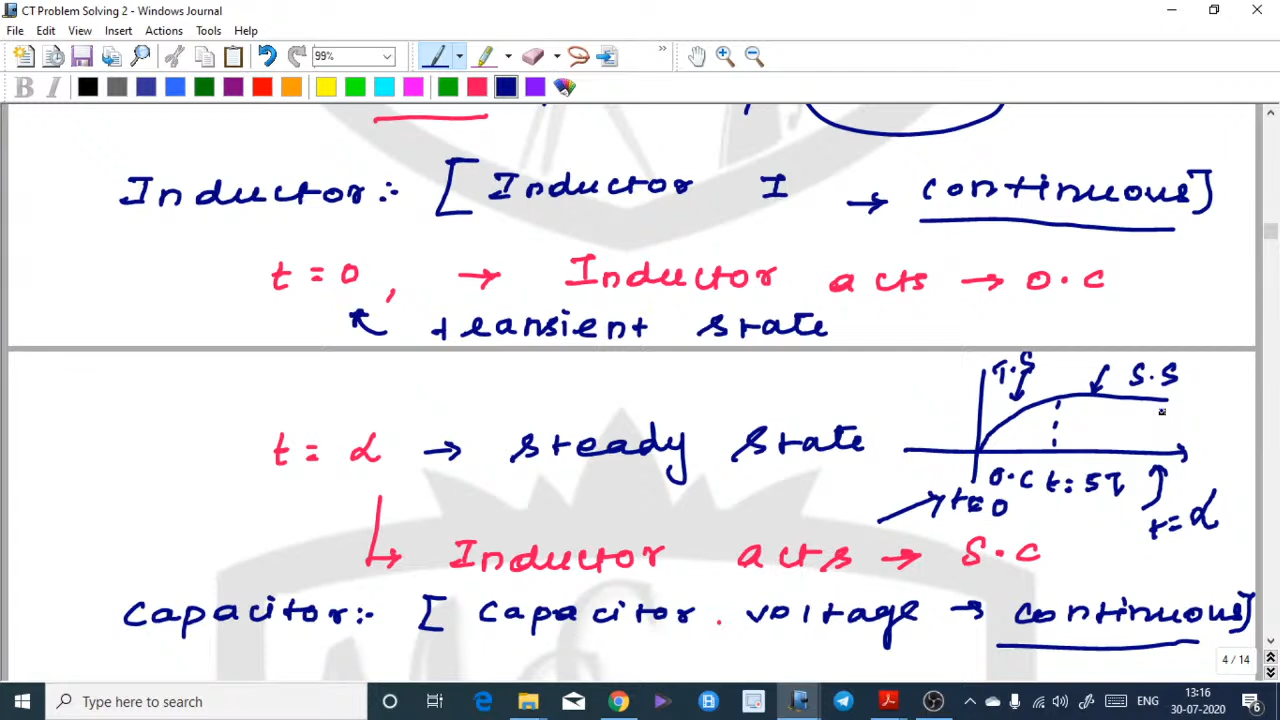 CT Problem Solving 2 - Windows Journal
File Edit View Insert Actions Tools Help
99%
B I
Inductor:- [Inductor I → continuous]
t = 0, → Inductor acts → O.C
transient state
T.S S.S
t = α → steady state
O.C t = 5τ
t = 0
t = α
Inductor acts → S.C
Capacitor:- [Capacitor. voltage → continuous]
4 / 14
Type here to search
ENG
13:16
30-07-2020
6